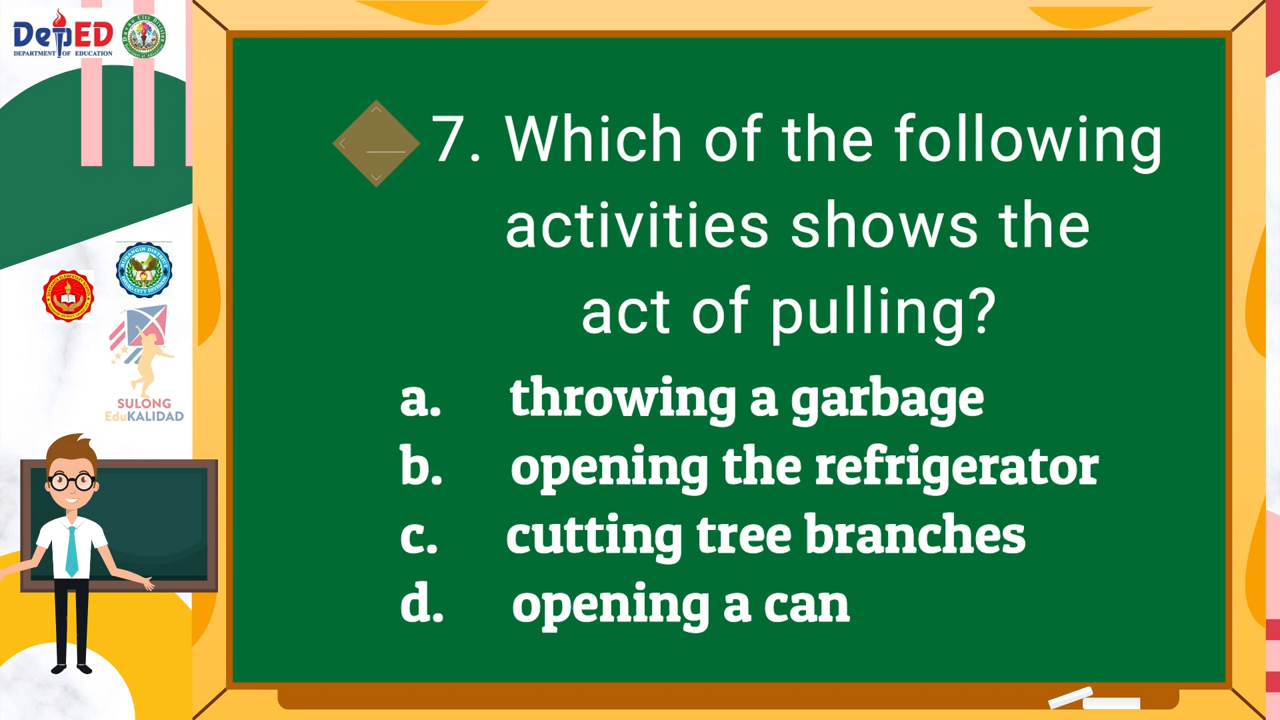 DepED
DEPARTMENT OF EDUCATION
7. Which of the following
activities shows the
act of pulling?
a. throwing a garbage
b. opening the refrigerator
c. cutting tree branches
d. opening a can
SULONG
EduKALIDAD